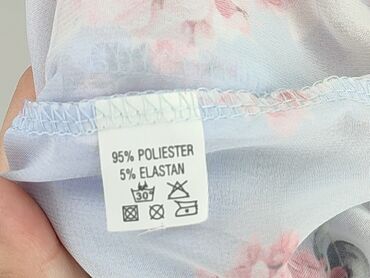 95% POLIESTER
5% ELASTAN
30°